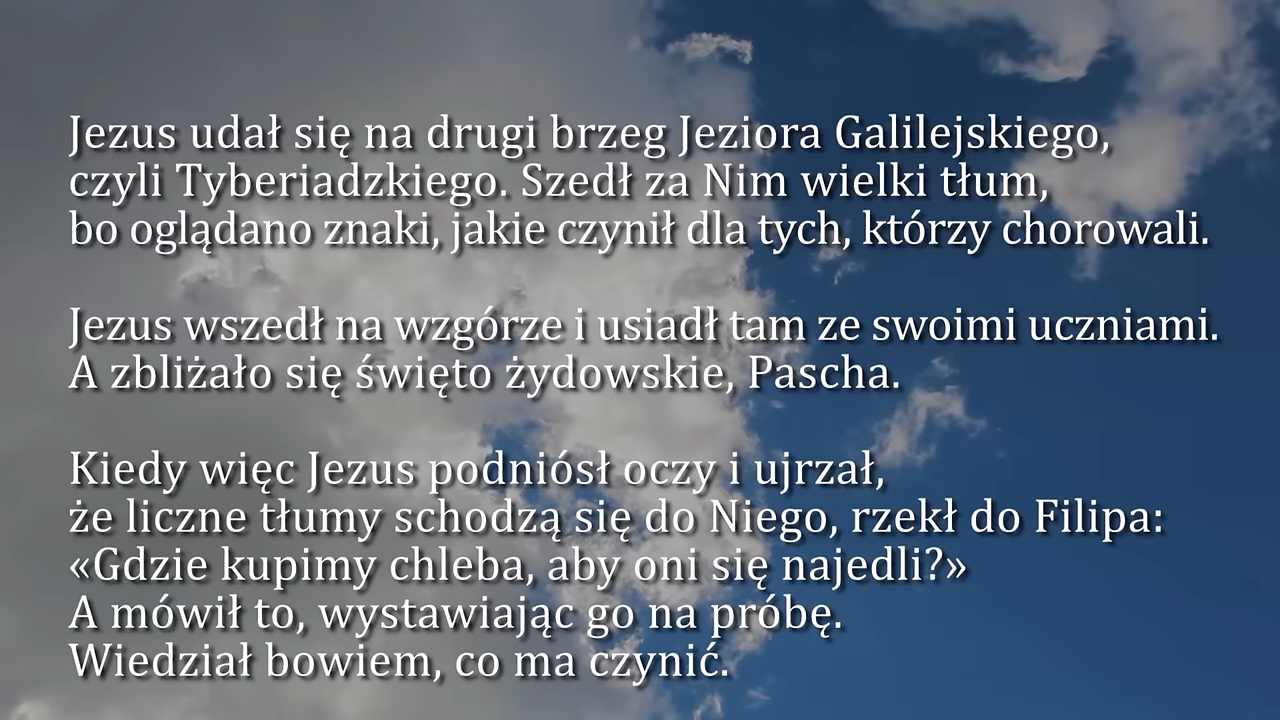 Jezus udał się na drugi brzeg Jeziora Galilejskiego,
czyli Tyberiadzkiego. Szedł za Nim wielki tłum,
bo oglądano znaki, jakie czynił dla tych, którzy chorowali.
Jezus wszedł na wzgórze i usiadł tam ze swoimi uczniami.
A zbliżało się święto żydowskie, Pascha.
Kiedy więc Jezus podniósł oczy i ujrzał,
że liczne tłumy schodzą się do Niego, rzekł do Filipa:
«Gdzie kupimy chleba, aby oni się najedli?»
A mówił to, wystawiając go na próbę.
Wiedział bowiem, co ma czynić.